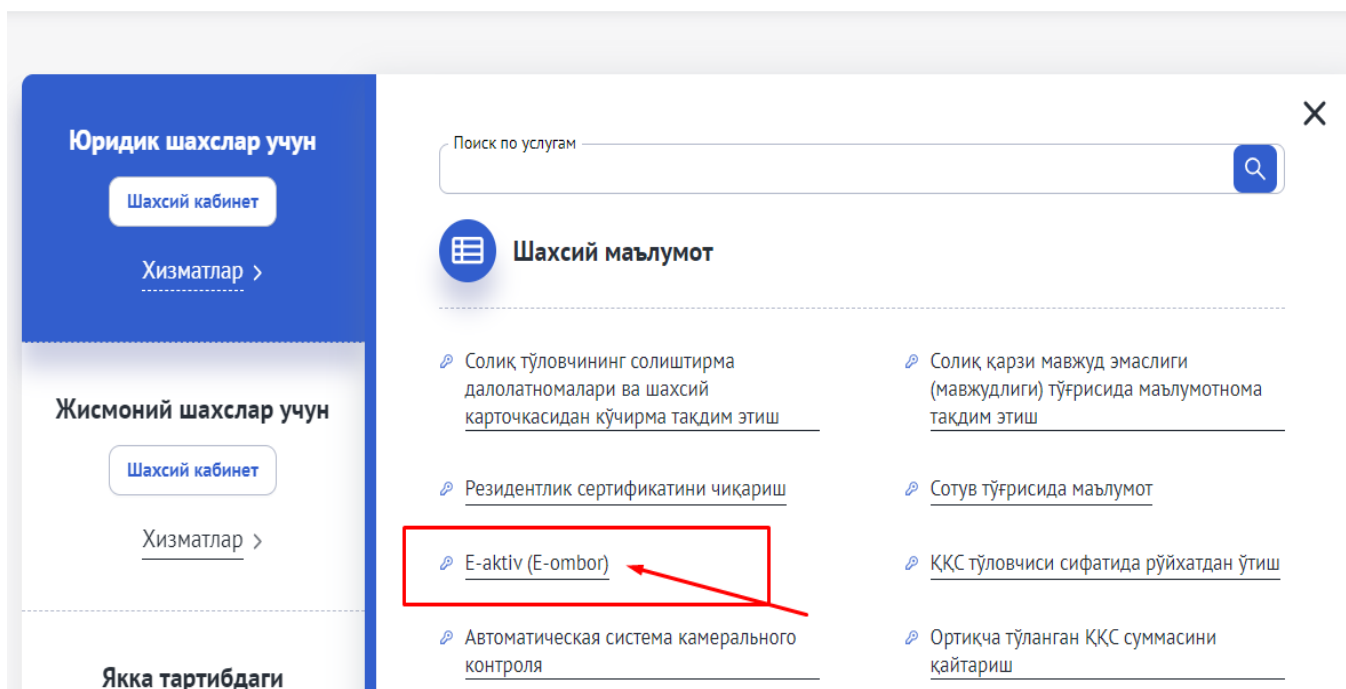 Юридик шахслар учун
Шахсий кабинет
Хизматлар
Жисмоний шахслар учун
Шахсий кабинет
Хизматлар
Якка тартибдаги
Поиск по услугам
Шахсий маълумот
Солиқ тўловчининг солиштирма
далолатномалари ва шахсий
карточкасидан кўчирма тақдим этиш
Солиқ қарзи мавжуд эмаслиги
(мавжудлиги) тўғрисида маълумотнома
тақдим этиш
Резидентлик сертификатини чиқариш
Сотув тўғрисида маълумот
E-aktiv (E-ombor)
ҚҚС тўловчиси сифатида рўйхатдан ўтиш
Автоматическая система камерального
контроля
Ортиқча тўланган ҚҚС суммасини
қайтариш